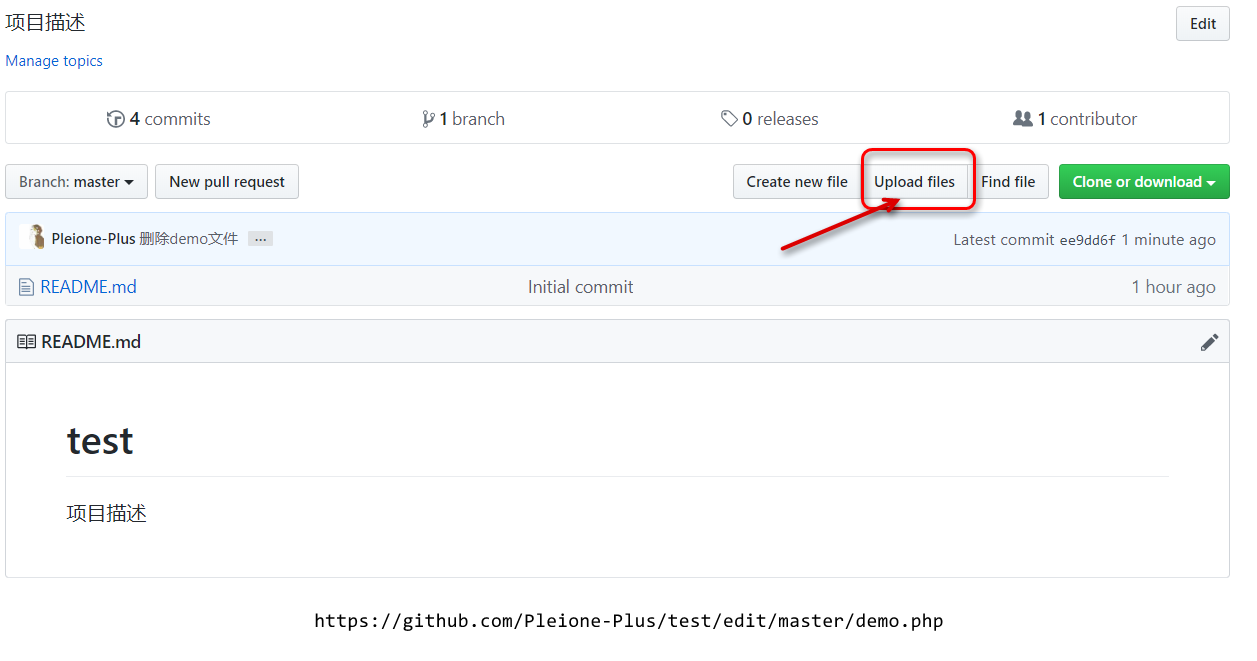 项目描述
Edit
Manage topics
4 commits
1 branch
0 releases
1 contributor
Branch: master
New pull request
Create new file
Upload files
Find file
Clone or download
Pleione-Plus 删除demo文件 ...
Latest commit ee9dd6f 1 minute ago
README.md
Initial commit
1 hour ago
README.md
test
项目描述
https://github.com/Pleione-Plus/test/edit/master/demo.php